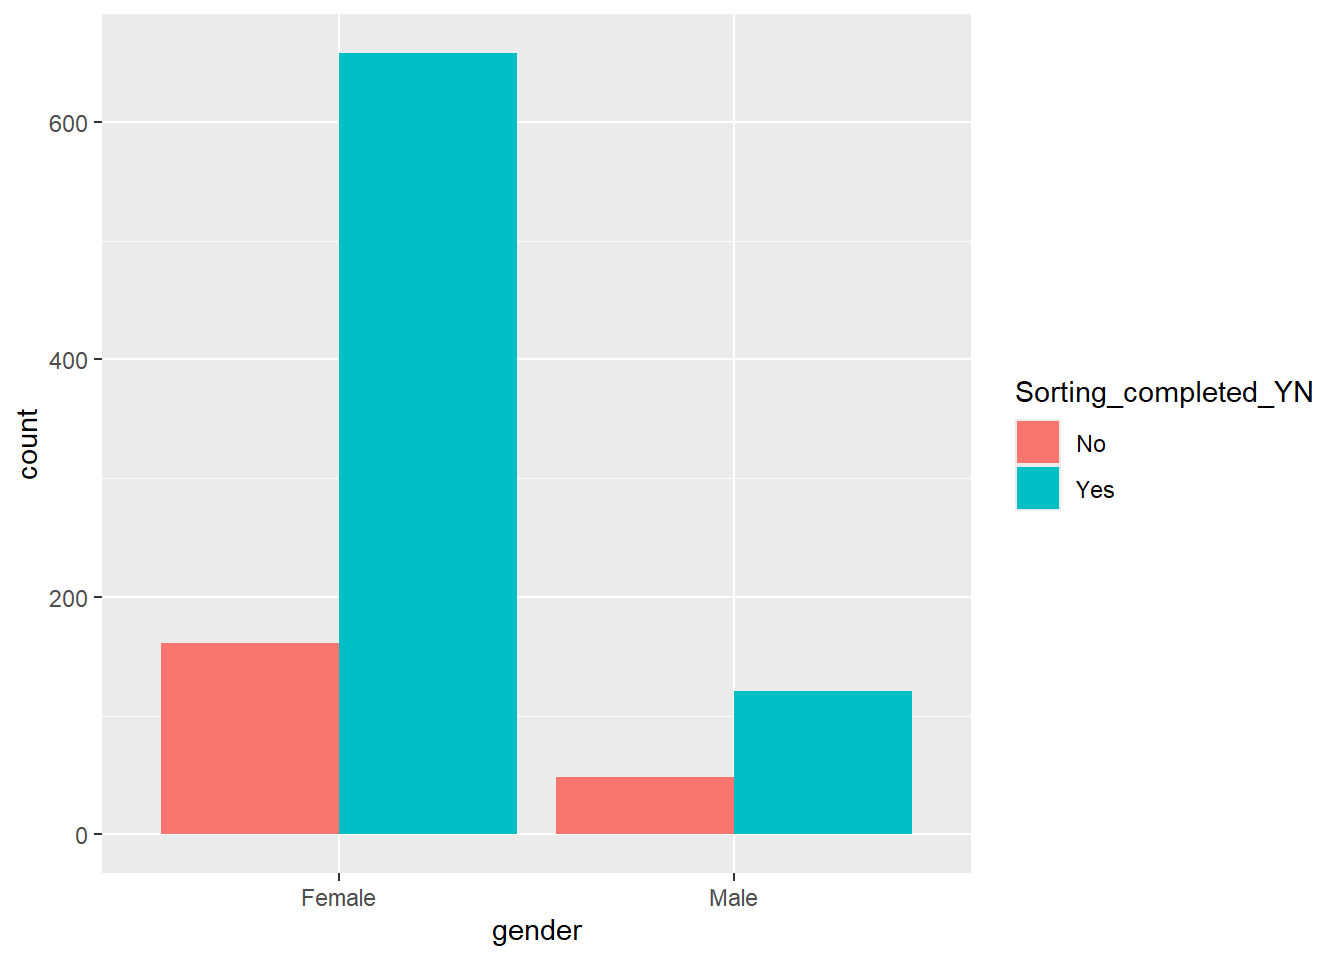 600
400
200
0
count
Female Male
gender
Sorting_completed_YN
No
Yes